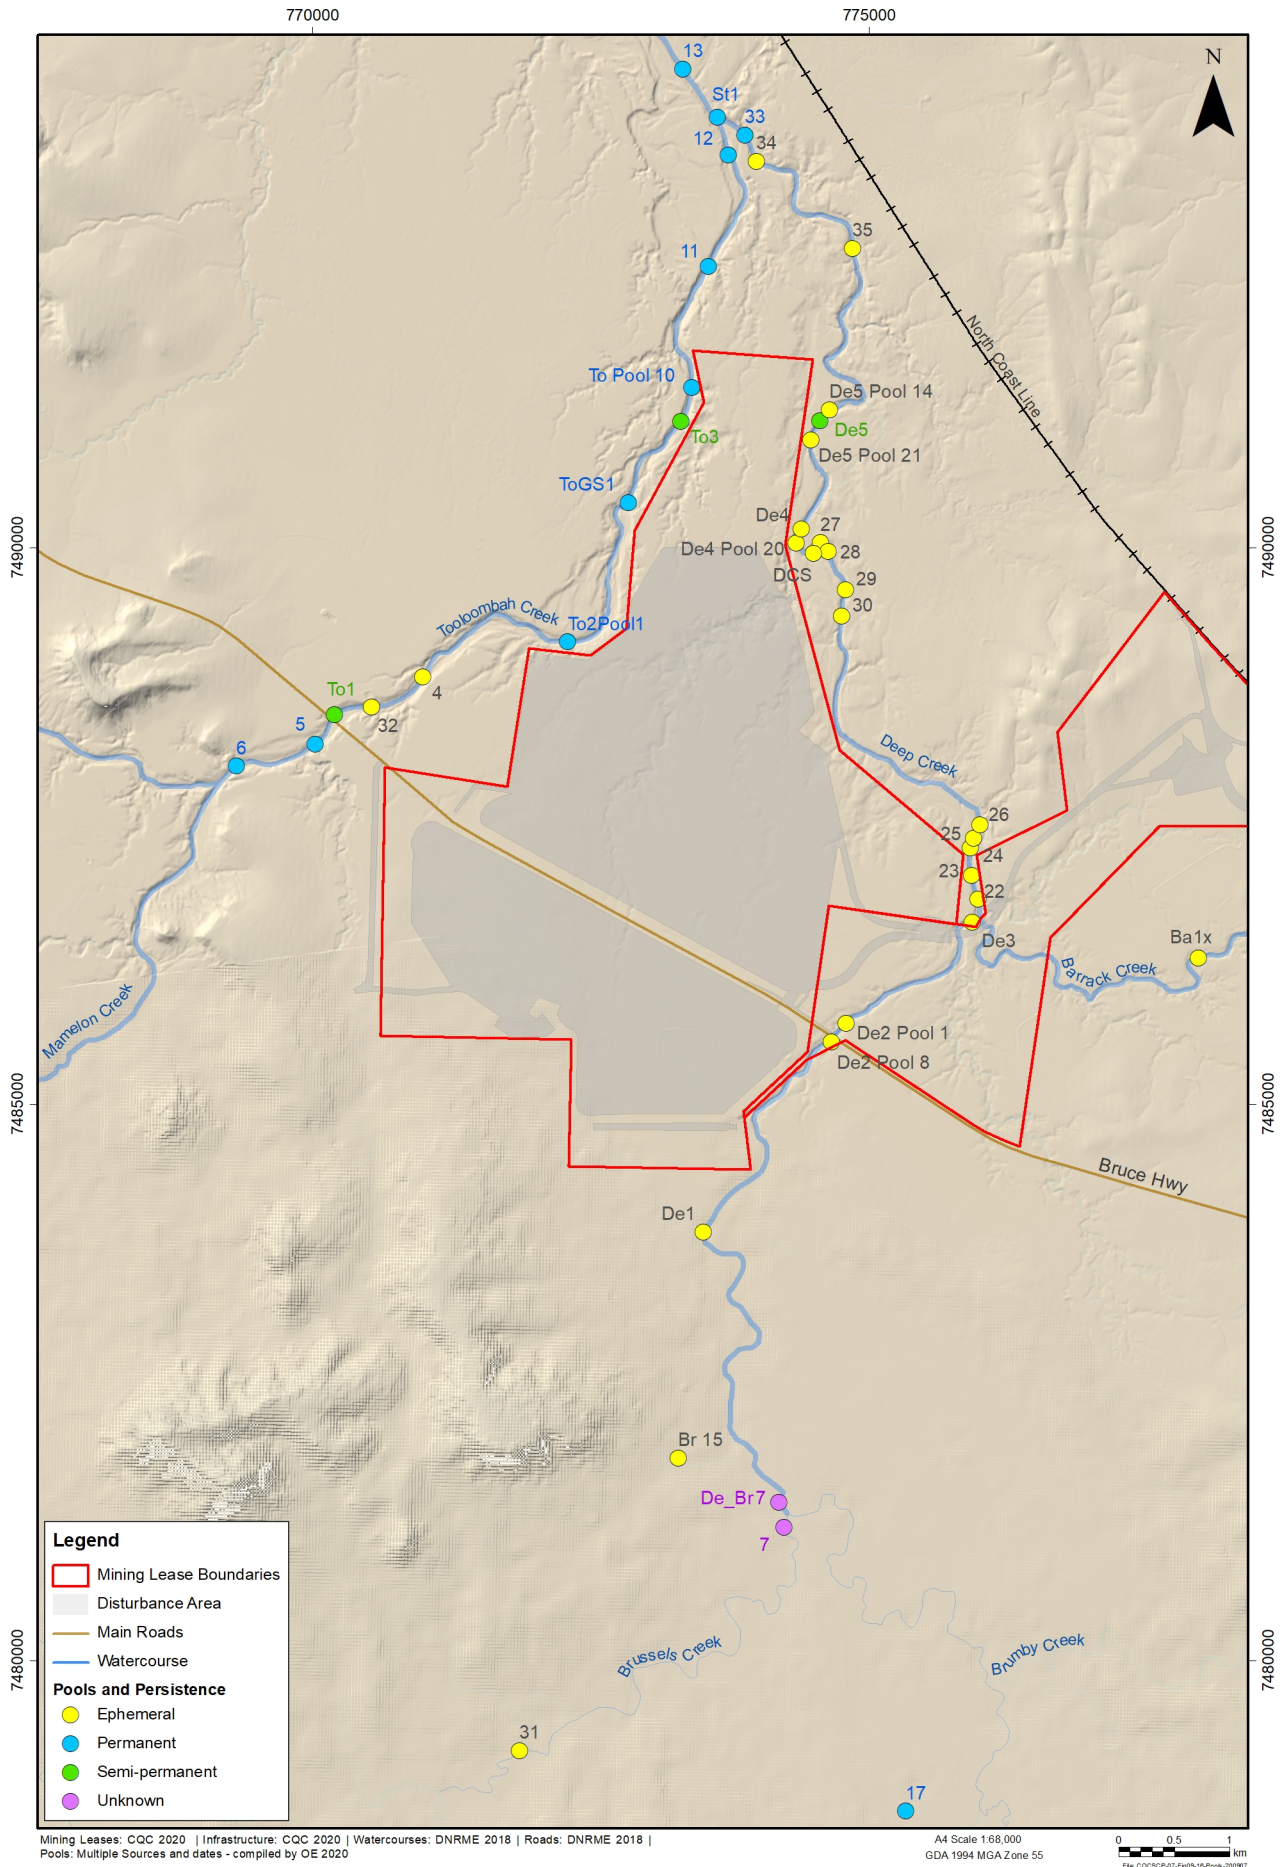 770000
775000
13
N
St1
33
12
34
35
11
North Coast Line
To Pool 10
De5 Pool 14
To3
De5
De5 Pool 21
ToGS1
De4
27
7490000
De4 Pool 20
28
7490000
DCS
29
30
Tooloombah Creek
To2Pool1
To1
4
32
5
6
Deep Creek
26
25
24
23
22
De3
Ba1x
Barrack Creek
Mamelon Creek
De2 Pool 1
De2 Pool 8
7485000
7485000
Bruce Hwy
De1
Br 15
De_Br7
7
Legend
Mining Lease Boundaries
Disturbance Area
Main Roads
Watercourse
Pools and Persistence
Ephemeral
Permanent
Semi-permanent
Unknown
7480000
7480000
Brussels Creek
Brumby Creek
31
17
Mining Leases: CQC 2020 | Infrastructure: CQC 2020 | Watercourses: DNRME 2018 | Roads: DNRME 2018 |
Pools: Multiple Sources and dates - compiled by OE 2020
A4 Scale 1:68,000
GDA 1994 MGA Zone 55
0 0.5 1
km